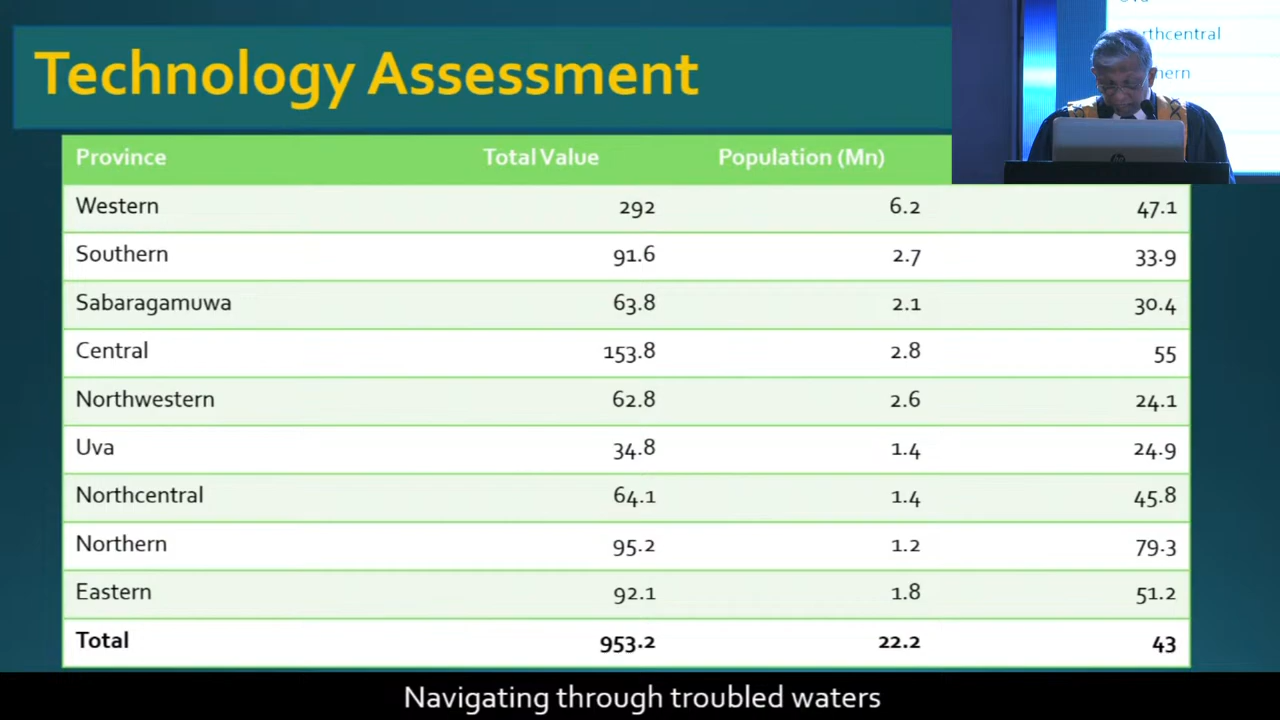 Technology Assessment
Province Total Value Population (Mn)
Western 292 6.2 47.1
Southern 91.6 2.7 33.9
Sabaragamuwa 63.8 2.1 30.4
Central 153.8 2.8 55
Northwestern 62.8 2.6 24.1
Uva 34.8 1.4 24.9
Northcentral 64.1 1.4 45.8
Northern 95.2 1.2 79.3
Eastern 92.1 1.8 51.2
Total 953.2 22.2 43
Navigating through troubled waters